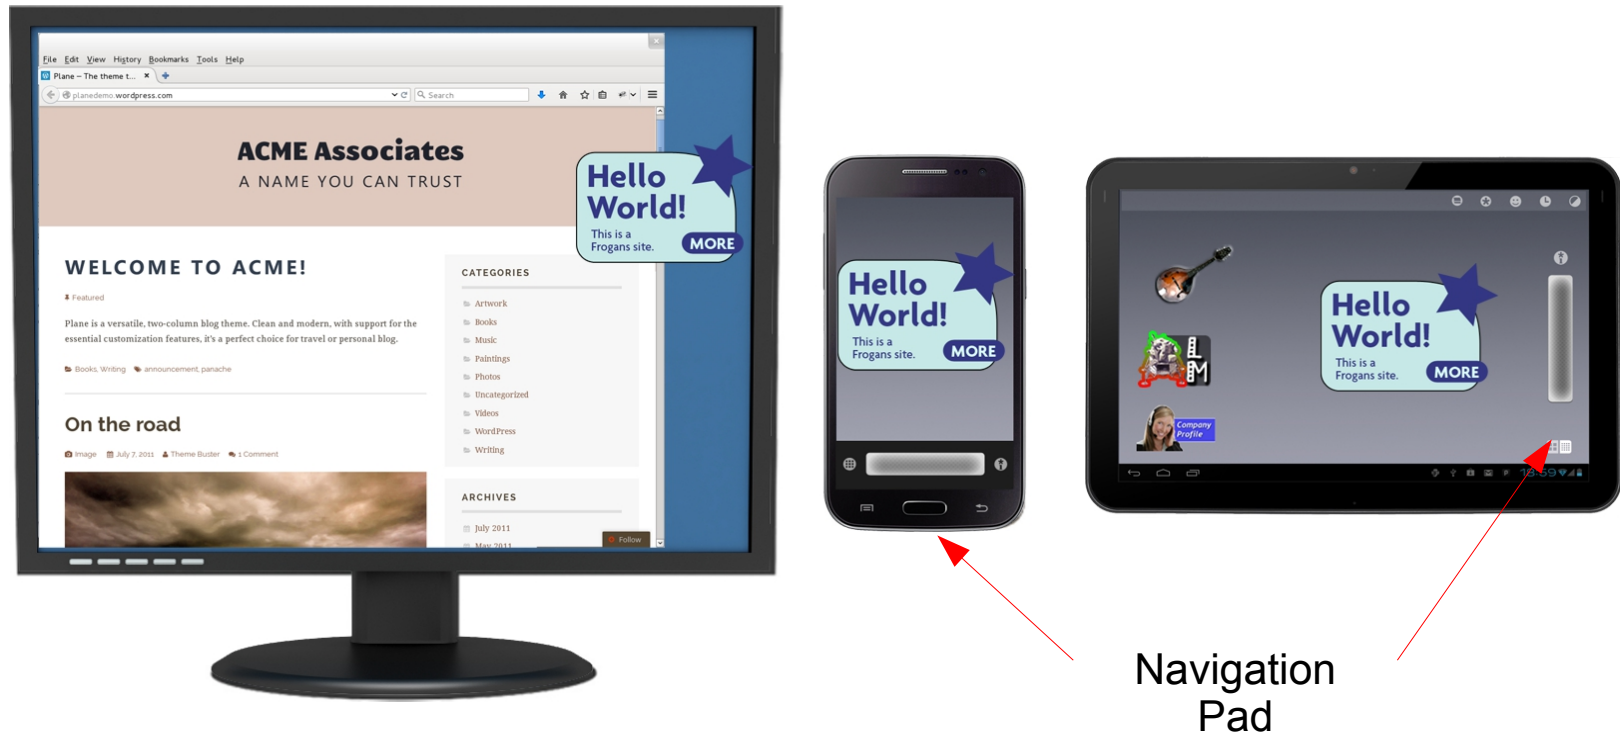 File Edit View History Bookmarks Tools Help
Plane – The theme t...
planedemo.wordpress.com
Search
ACME Associates
A NAME YOU CAN TRUST
Hello
World!
This is a
Frogans site.
MORE
WELCOME TO ACME!
Featured
Plane is a versatile, two-column blog theme. Clean and modern, with support for the
essential customization features, it's a perfect choice for travel or personal blog.
Books, Writing announcement, panache
On the road
Image July 7, 2011 Theme Buster 1 Comment
CATEGORIES
Artwork
Books
Music
Paintings
Photos
Uncategorized
Videos
WordPress
Writing
ARCHIVES
July 2011
May 2011
Follow
Hello
World!
This is a
Frogans site.
MORE
L
M
Company
Profile
Hello
World!
This is a
Frogans site.
MORE
18:59
Navigation
Pad